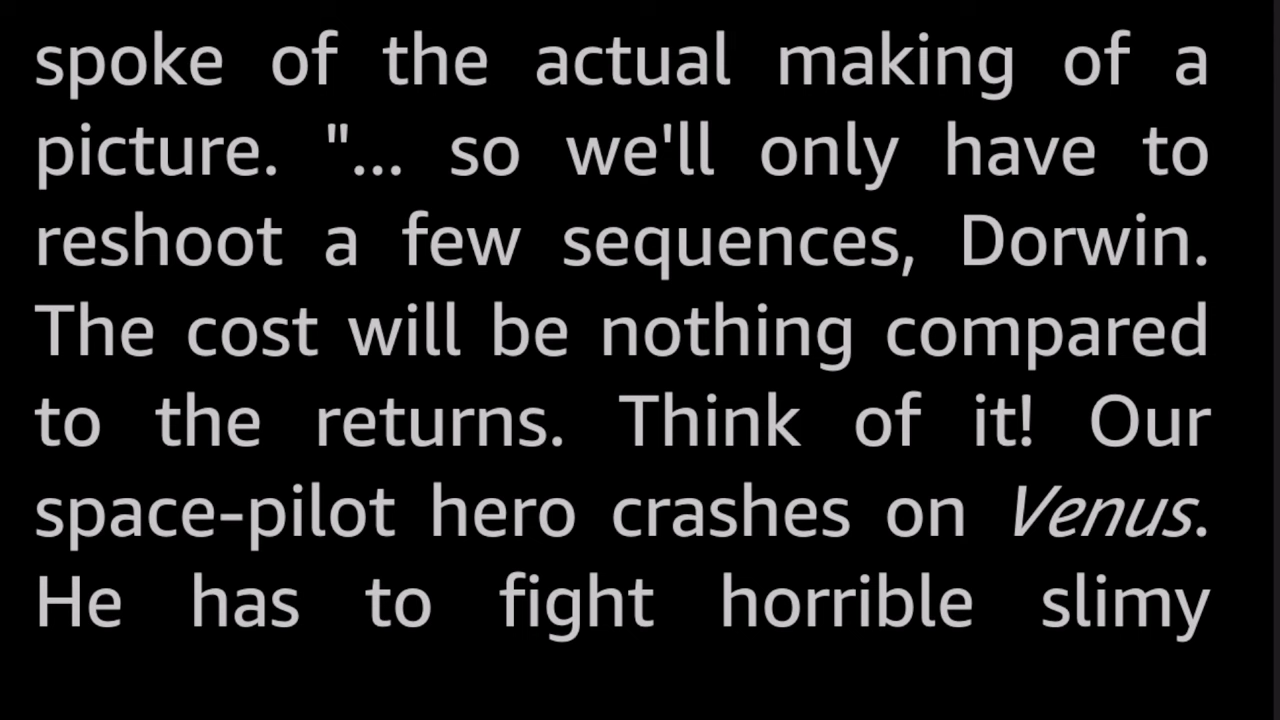 spoke of the actual making of a
picture. "... so we'll only have to
reshoot a few sequences, Dorwin.
The cost will be nothing compared
to the returns. Think of it! Our
space-pilot hero crashes on Venus.
He has to fight horrible slimy